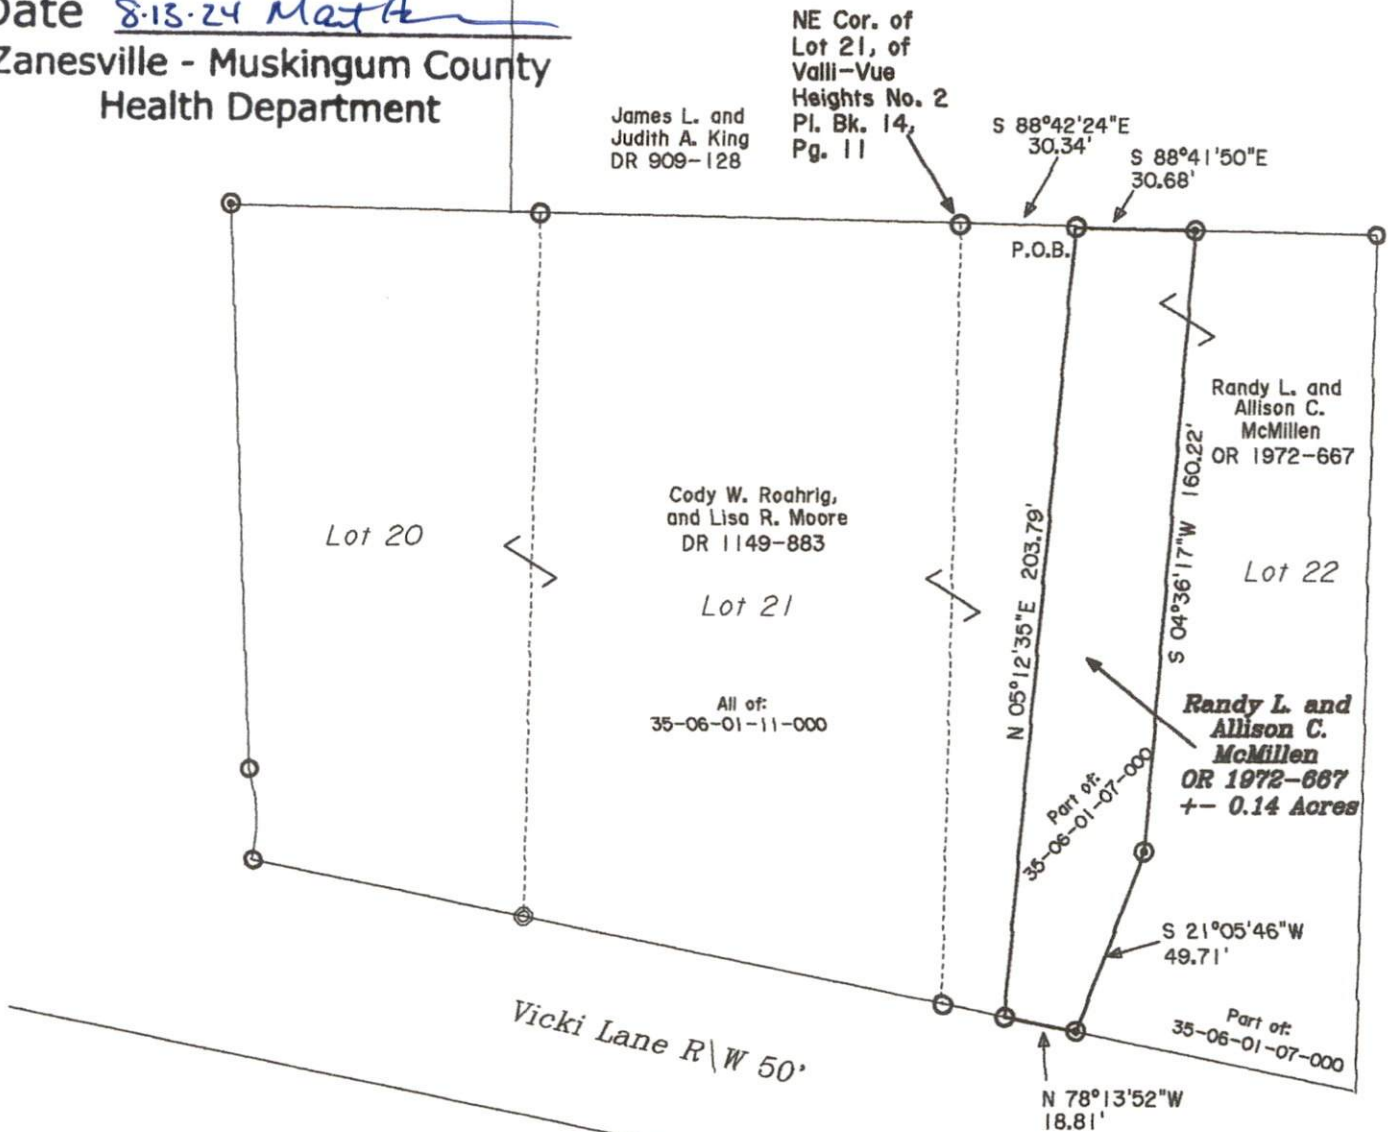 Date 8-13-24
Zanesville - Muskingum County
Health Department
James L. and
Judith A. King
DR 909-128
NE Cor. of
Lot 21, of
Valli-Vue
Heights No. 2
Pl. Bk. 14,
Pg. 11
S 88°42'24"E
30.34'
S 88°41'50"E
30.68'
P.O.B.
Randy L. and
Allison C.
McMillen
OR 1972-667
S 04°36'17"W 160.22'
Lot 22
N 05°12'35"E 203.79'
Cody W. Roahrig,
and Lisa R. Moore
DR 1149-883
Lot 21
Lot 20
All of:
35-06-01-11-000
Randy L. and
Allison C.
McMillen
OR 1972-667
+- 0.14 Acres
Part of:
35-06-01-07-000
S 21°05'46"W
49.71'
Part of:
35-06-01-07-000
Vicki Lane R\W 50'
N 78°13'52"W
18.81'